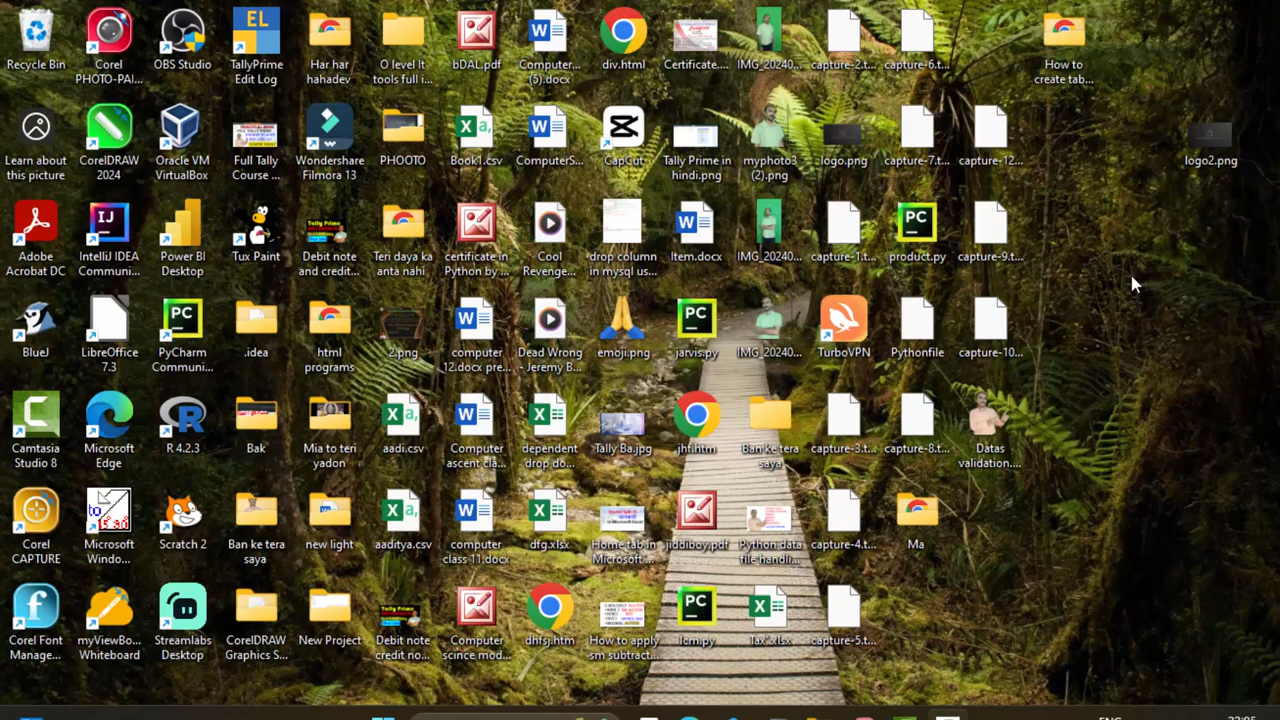 Recycle Bin
Corel
PHOTO-PAI...
OBS Studio
EL
TallyPrime
Edit Log
Har har
hahadev
O level It
tools full i...
bDAL.pdf
Computer...
(5).docx
div.html
Certificate....
IMG_20240...
capture-2.t...
capture-6.t...
How to
create tab...
Learn about
this picture
CorelDRAW
2024
Oracle VM
VirtualBox
Full Tally
Course ...
Wondershare
Filmora 13
PHOOTO
Book1.csv
ComputerS...
CapCut
Tally Prime in
hindi.png
myphoto3
(2).png
logo.png
capture-7.t...
capture-12...
logo2.png
Adobe
Acrobat DC
IJ
IntelliJ IDEA
Communi...
Power BI
Desktop
Tux Paint
Debit note
and credit...
Teri daya ka
anta nahi
certificate in
Python by ...
Cool
Revenge...
drop column
in mysql us...
Item.docx
IMG_20240...
capture-1.t...
PC
product.py
capture-9.t...
BlueJ
LibreOffice
7.3
PC
PyCharm
Communi...
.idea
html
programs
2.png
computer
12.docx pre...
Dead Wrong
- Jeremy B...
emoji.png
PC
jarvis.py
IMG_20240...
TurboVPN
Pythonfile
capture-10...
Camtasia
Studio 8
Microsoft
Edge
R 4.2.3
Bak
Mia to teri
yadon
aadi.csv
Computer
ascent cla...
dependent
drop do...
Tally Ba.jpg
jhf.htm
Ban ke tera
saya
capture-3.t...
capture-8.t...
Datas
validation....
Corel
CAPTURE
Microsoft
Windo...
Scratch 2
Ban ke tera
saya
new light
aaditya.csv
computer
class 11.docx
dfg.xlsx
Home tab in
Microsoft...
jiddiboy.pdf
Python data
file handli...
capture-4.t...
Ma
Corel Font
Manage...
myViewBo...
Whiteboard
Streamlabs
Desktop
CorelDRAW
Graphics S...
New Project
Debit note
credit no...
Computer
scince mod...
dhfsj.htm
How to apply
sm subtract...
PC
lcm.py
Tax .xlsx
capture-5.t...